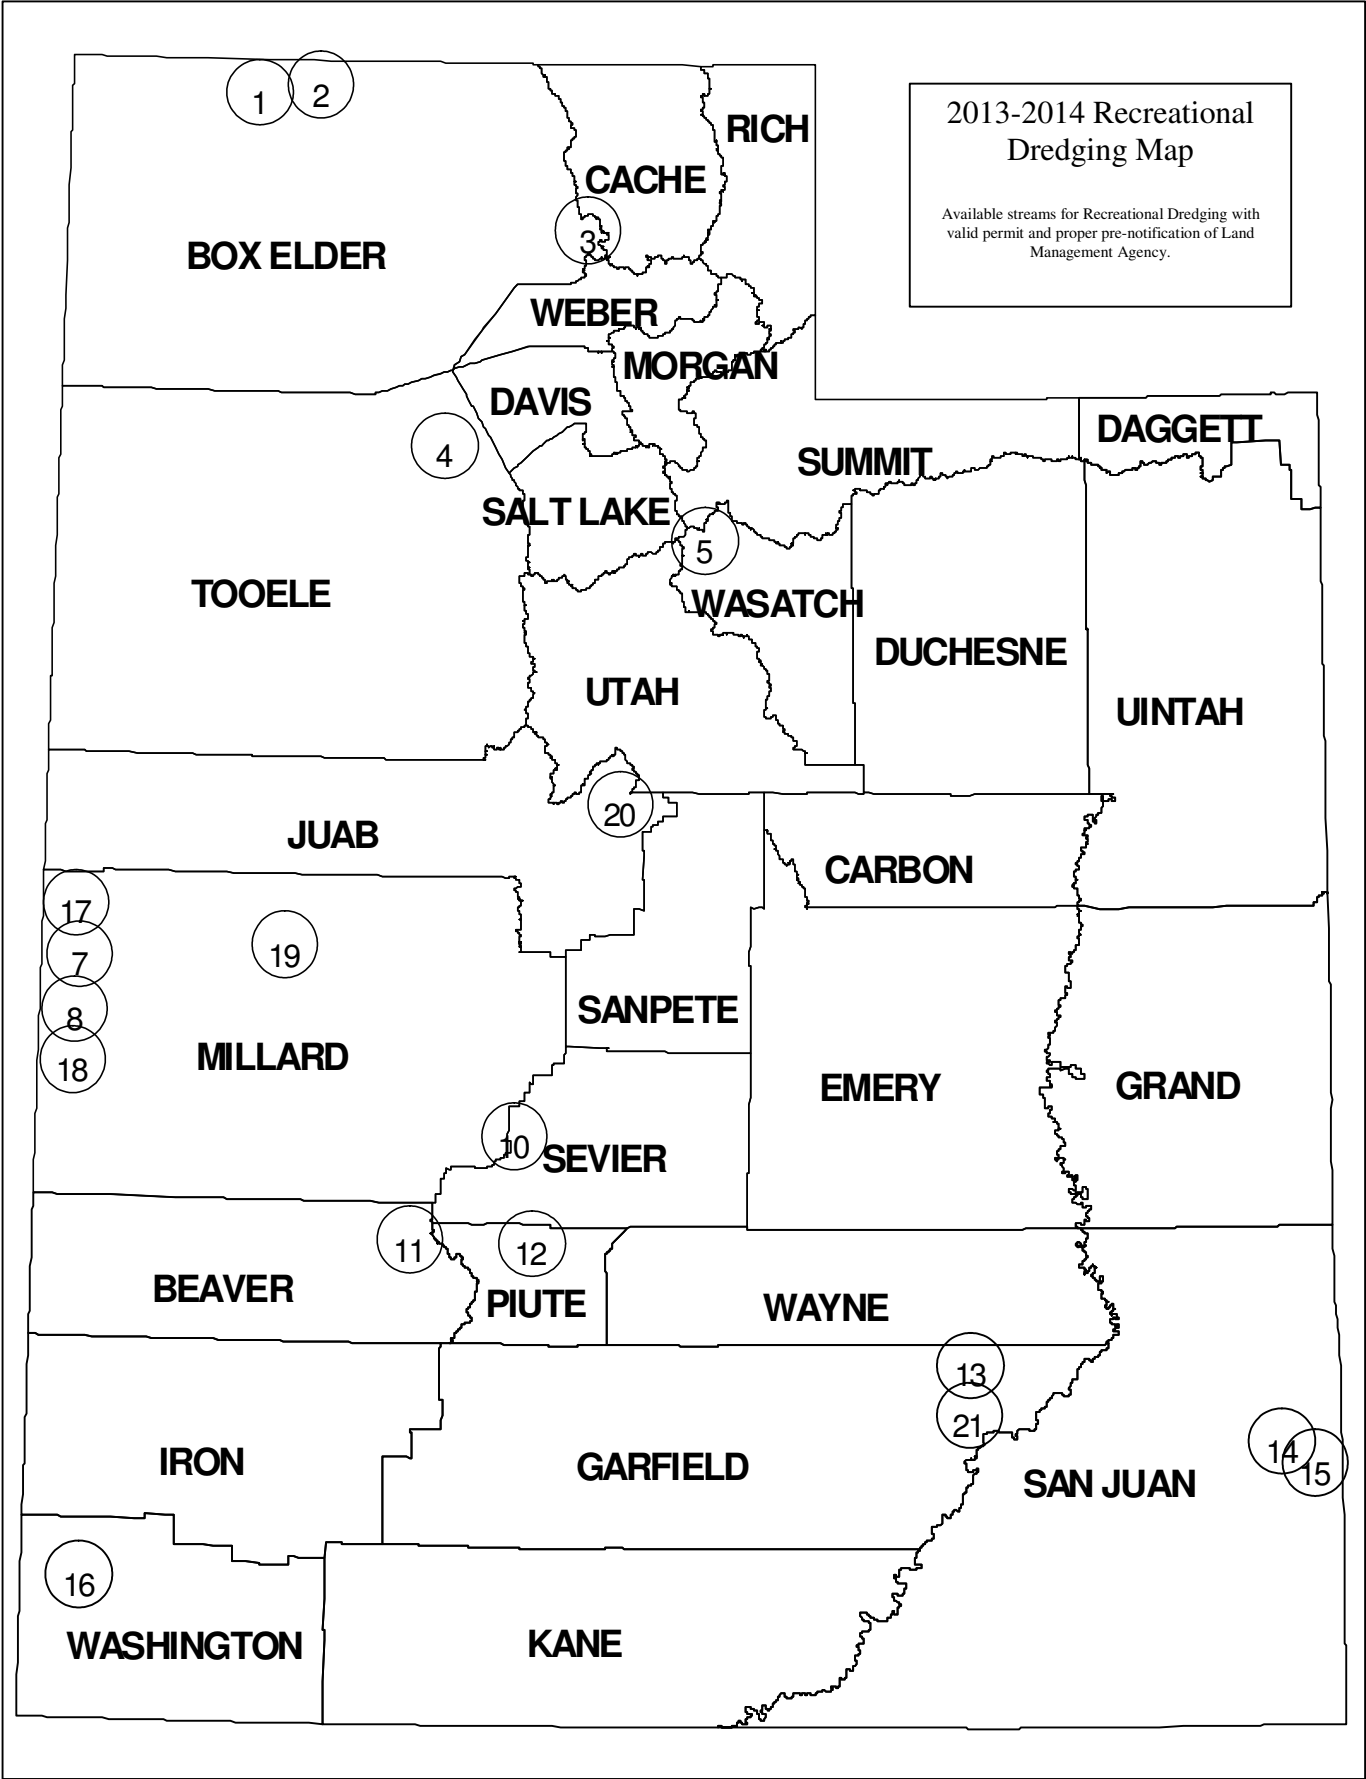 1
2
2013-2014 Recreational
Dredging Map
Available streams for Recreational Dredging with
valid permit and proper pre-notification of Land
Management Agency.
RICH
CACHE
3
BOX ELDER
WEBER
MORGAN
DAVIS
DAGGETT
4
SUMMIT
SALT LAKE
5
TOOELE
WASATCH
DUCHESNE
UTAH
UINTAH
20
JUAB
CARBON
17
19
7
8
SANPETE
18
MILLARD
EMERY
GRAND
10
SEVIER
11
12
BEAVER
PIUTE
WAYNE
13
21
14
15
IRON
GARFIELD
SAN JUAN
16
WASHINGTON
KANE